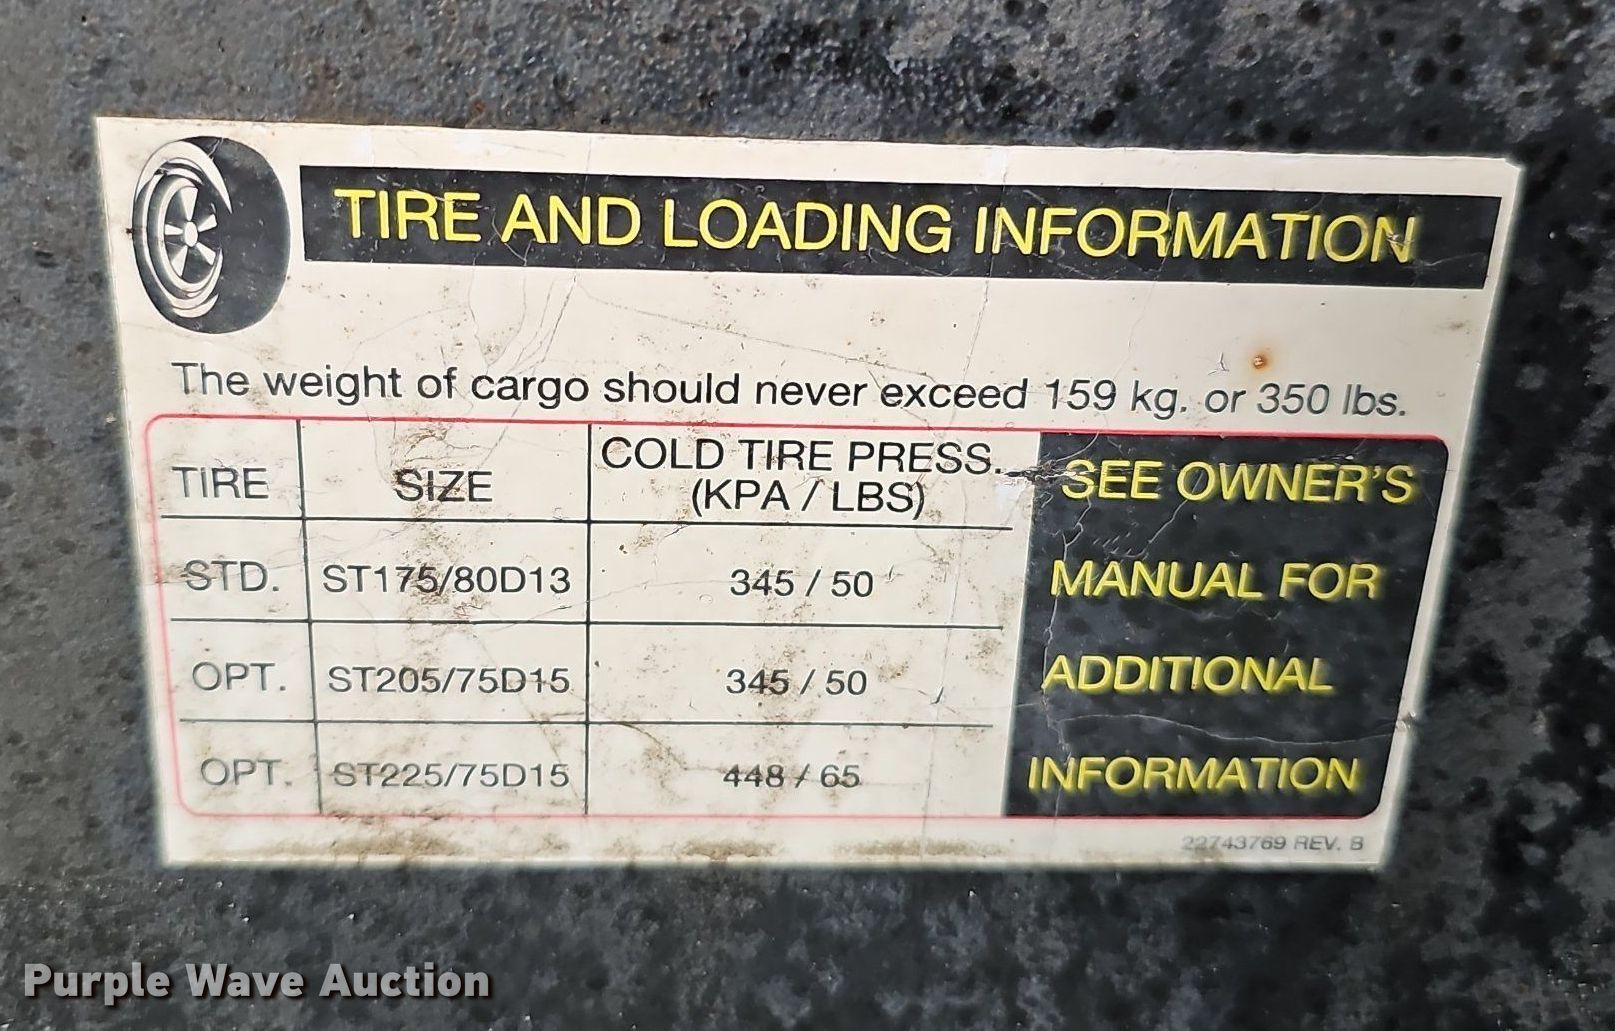 TIRE AND LOADING INFORMATION
The weight of cargo should never exceed 159 kg. or 350 lbs.
TIRE SIZE COLD TIRE PRESS. (KPA / LBS)
STD. ST175/80D13 345 / 50
OPT. ST205/75D15 345 / 50
OPT. ST225/75D15 448 / 65
SEE OWNER'S
MANUAL FOR
ADDITIONAL
INFORMATION
22743769 REV. B
Purple Wave Auction